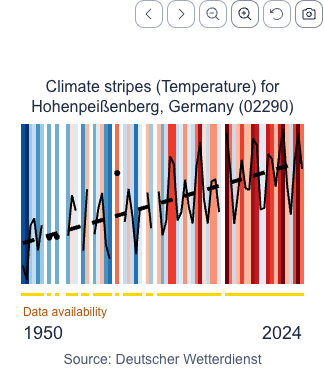 Climate stripes (Temperature) for
Hohenpeißenberg, Germany (02290)
Data availability
1950 2024
Source: Deutscher Wetterdienst